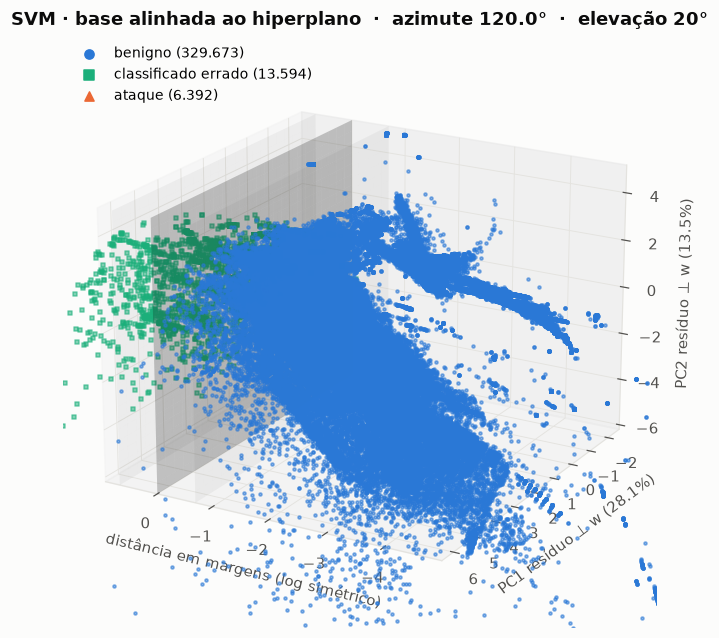 SVM · base alinhada ao hiperplano · azimute 120.0° · elevação 20°
benigno (329.673)
classificado errado (13.594)
ataque (6.392)
4
2
0
−2
−4
−6
PC2 resíduo ⊥ w (13.5%)
−2
−1
0
1
2
3
4
5
6
PC1 resíduo ⊥ w (28.1%)
0
−1
−2
−3
−4
distância em margens (log simétrico)